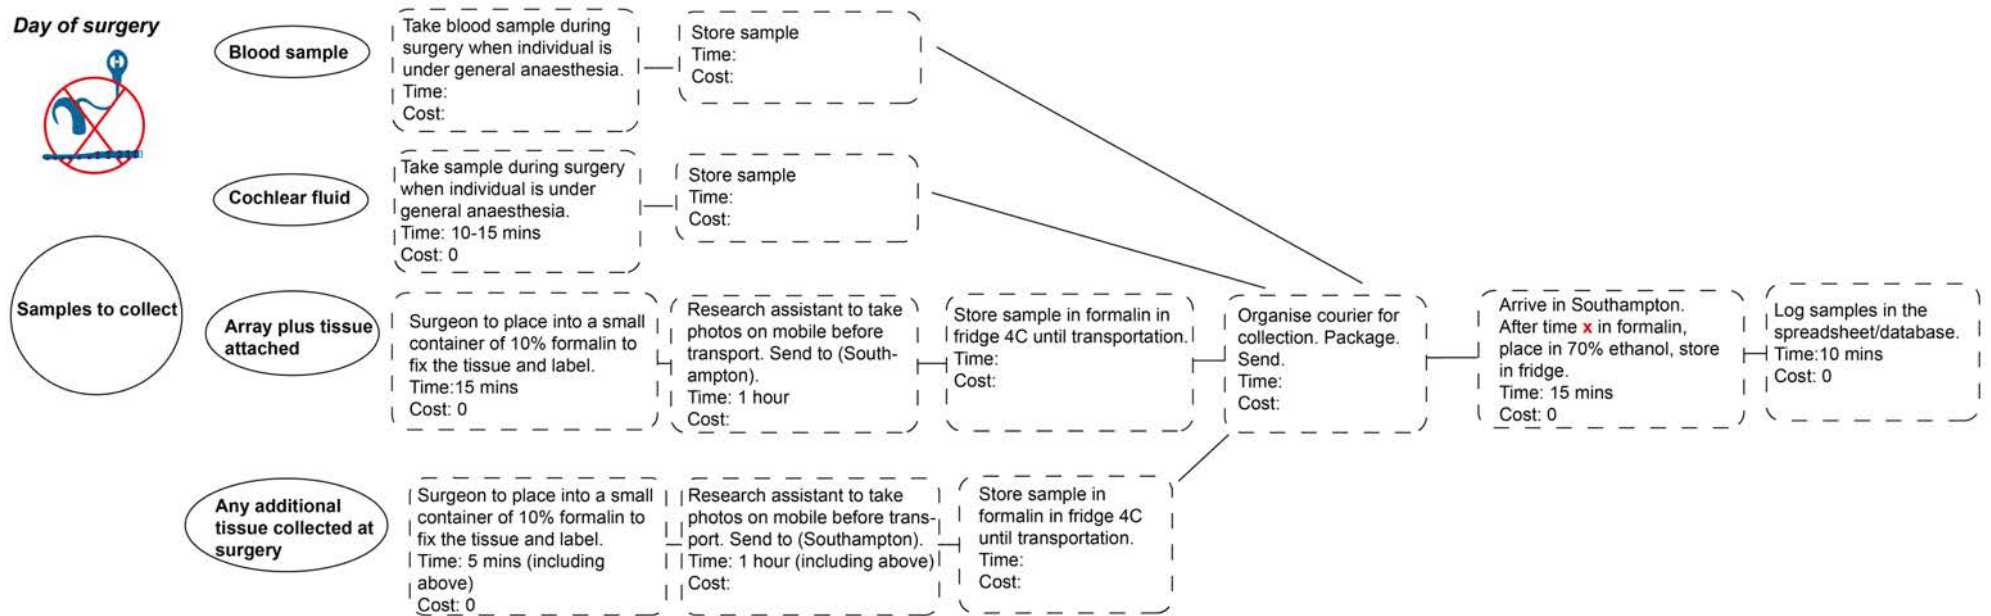 Day of surgery
Blood sample
Take blood sample during
surgery when individual is
under general anaesthesia.
Time:
Cost:
Store sample
Time:
Cost:
Cochlear fluid
Take sample during surgery
when individual is under
general anaesthesia.
Time: 10-15 mins
Cost: 0
Store sample
Time:
Cost:
Samples to collect
Array plus tissue
attached
Surgeon to place into a small
container of 10% formalin to
fix the tissue and label.
Time:15 mins
Cost: 0
Research assistant to take
photos on mobile before
transport. Send to (South-
ampton).
Time: 1 hour
Cost:
Store sample in formalin in
fridge 4C until transportation.
Time:
Cost:
Organise courier for
collection. Package.
Send.
Time:
Cost:
Arrive in Southampton.
After time x in formalin,
place in 70% ethanol, store
in fridge.
Time: 15 mins
Cost: 0
Log samples in the
spreadsheet/database.
Time:10 mins
Cost: 0
Any additional
tissue collected at
surgery
Surgeon to place into a small
container of 10% formalin to
fix the tissue and label.
Time: 5 mins (including
above)
Cost: 0
Research assistant to take
photos on mobile before trans-
port. Send to (Southampton).
Time: 1 hour (including above)
Cost:
Store sample in
formalin in fridge 4C
until transportation.
Time:
Cost: